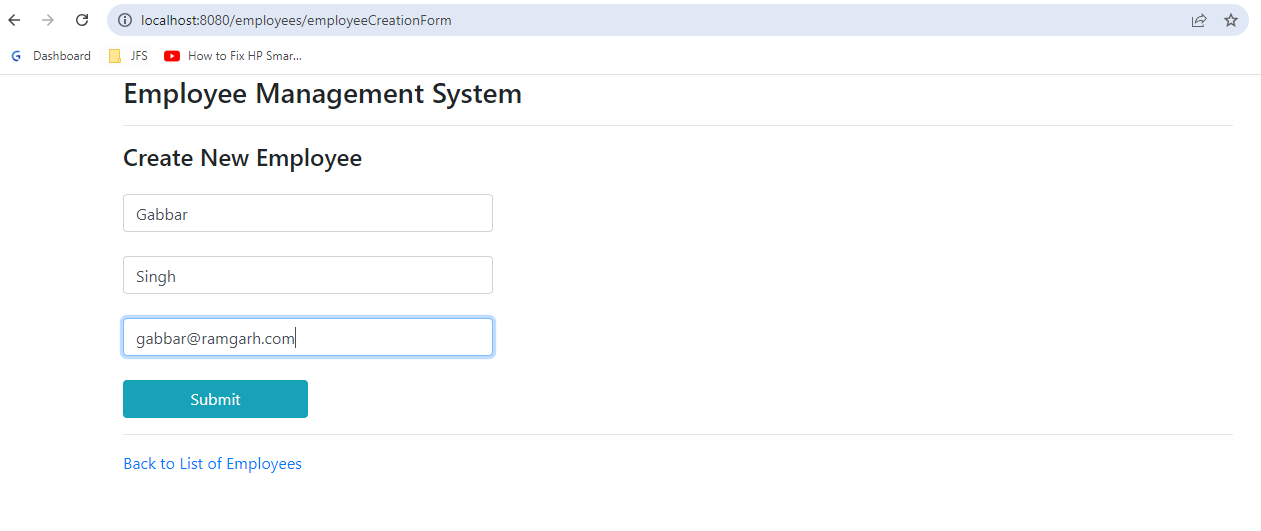 localhost:8080/employees/employeeCreationForm
Dashboard JFS How to Fix HP Smar...
Employee Management System
Create New Employee
Gabbar
Singh
gabbar@ramgarh.com
Submit
Back to List of Employees